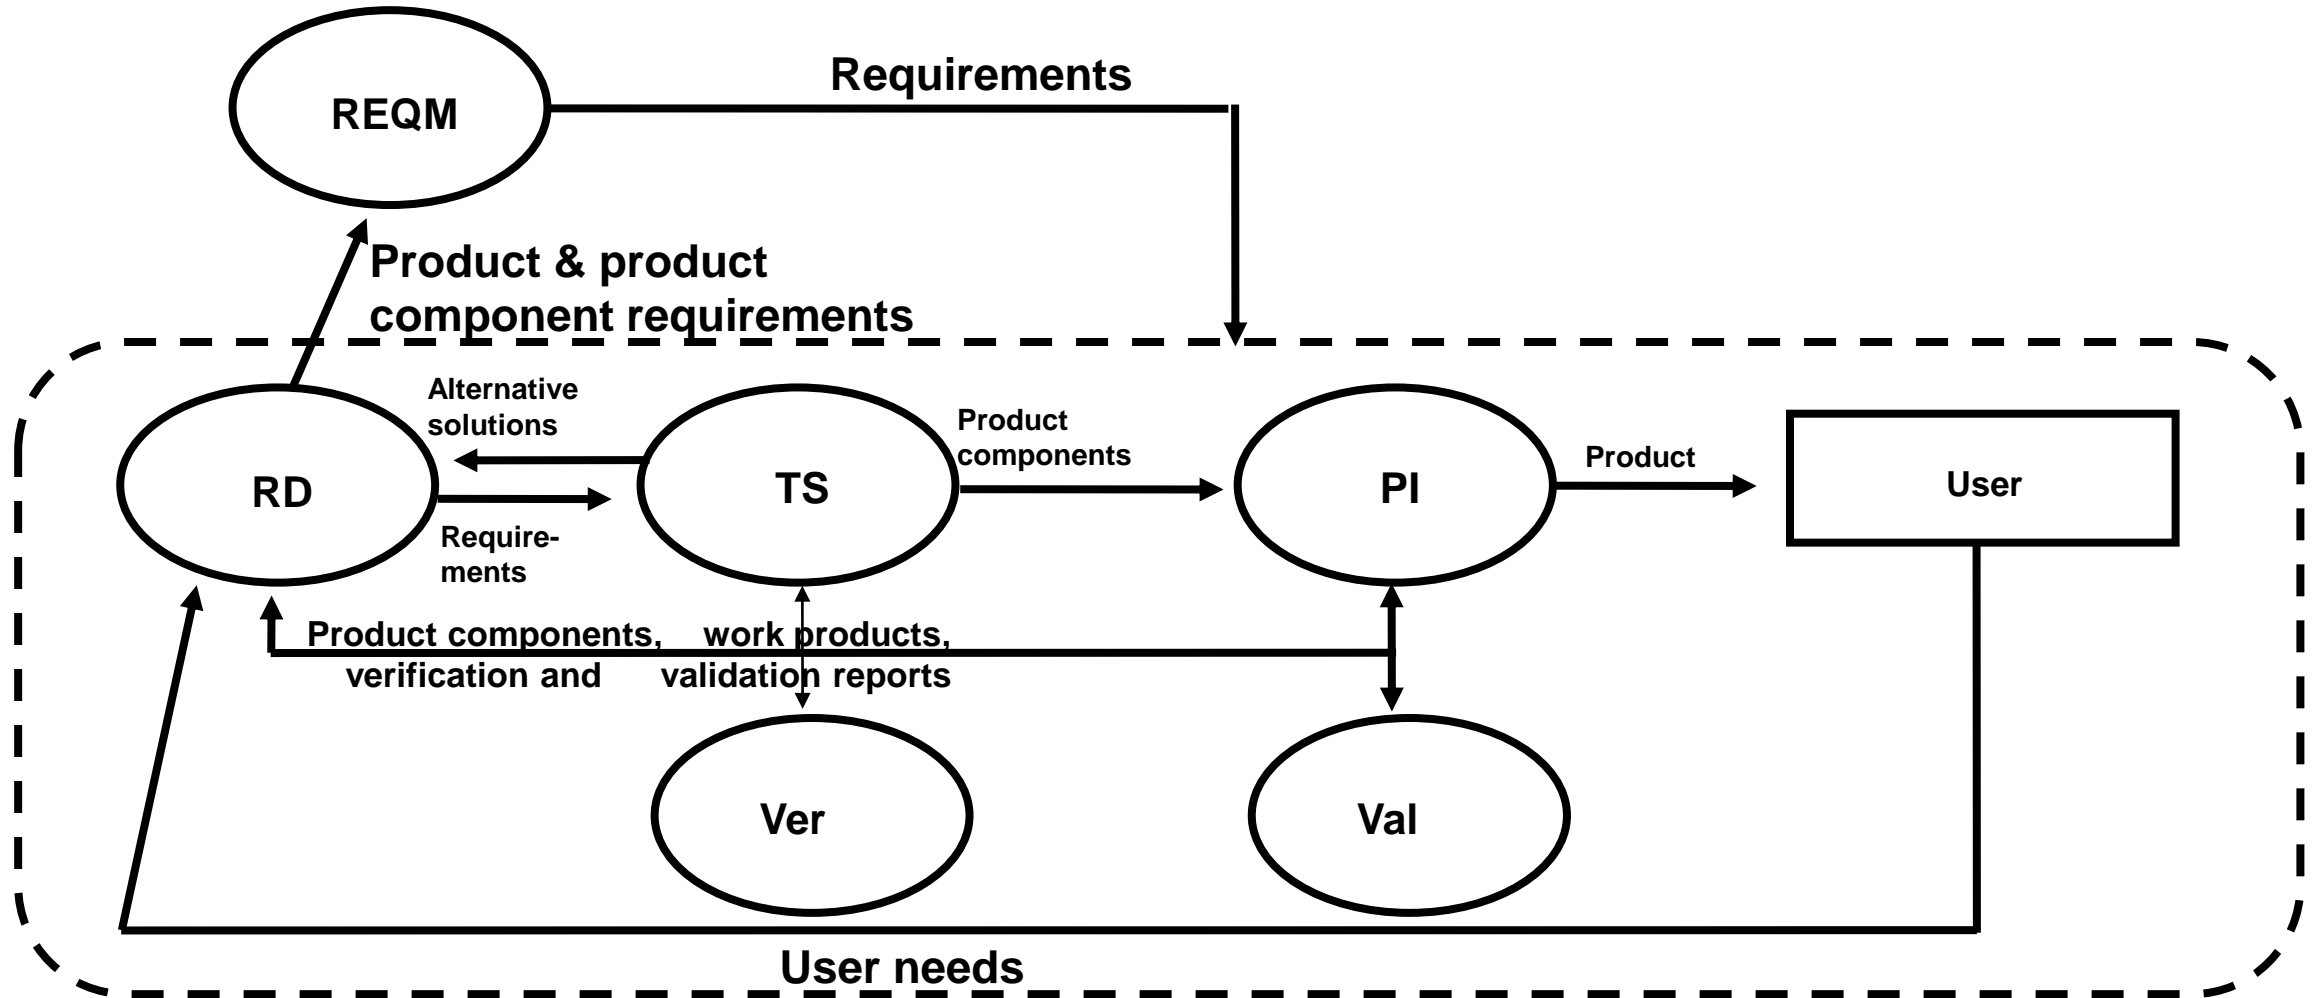 Requirements
REQM
Product & product
component requirements
Alternative
solutions
Product
components
Product
RD
TS
PI
User
Require-
ments
Product components, work products,
verification and validation reports
Ver
Val
User needs